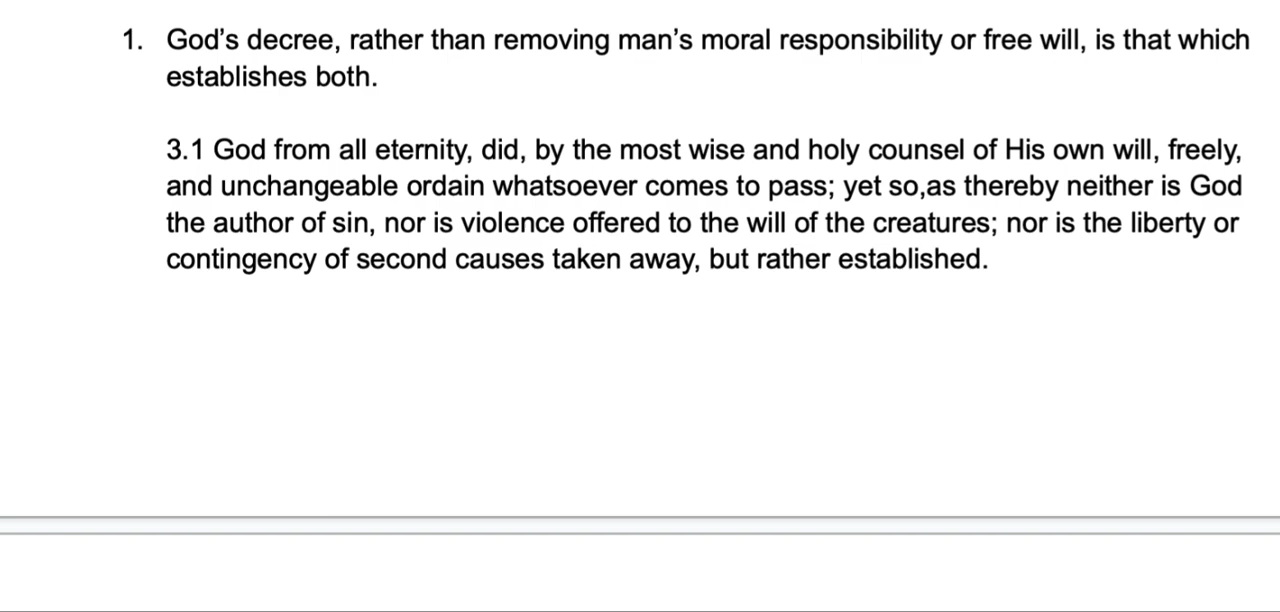 1. God’s decree, rather than removing man’s moral responsibility or free will, is that which
establishes both.
3.1 God from all eternity, did, by the most wise and holy counsel of His own will, freely,
and unchangeable ordain whatsoever comes to pass; yet so,as thereby neither is God
the author of sin, nor is violence offered to the will of the creatures; nor is the liberty or
contingency of second causes taken away, but rather established.